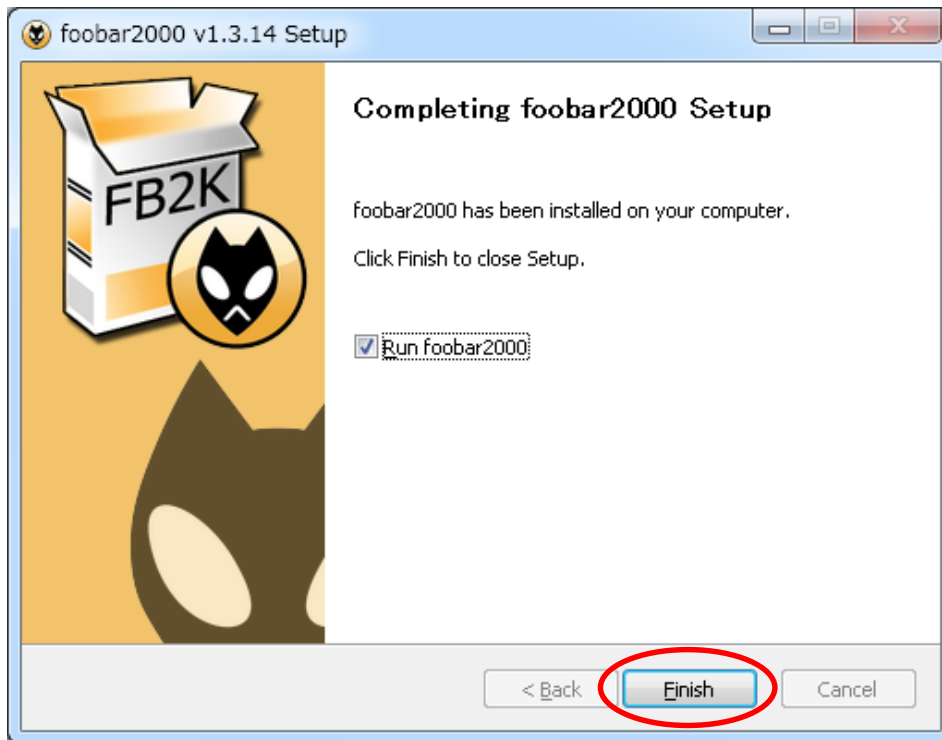 foobar2000 v1.3.14 Setup
FB2K
Completing foobar2000 Setup
foobar2000 has been installed on your computer.
Click Finish to close Setup.
Run foobar2000
< Back
Finish
Cancel